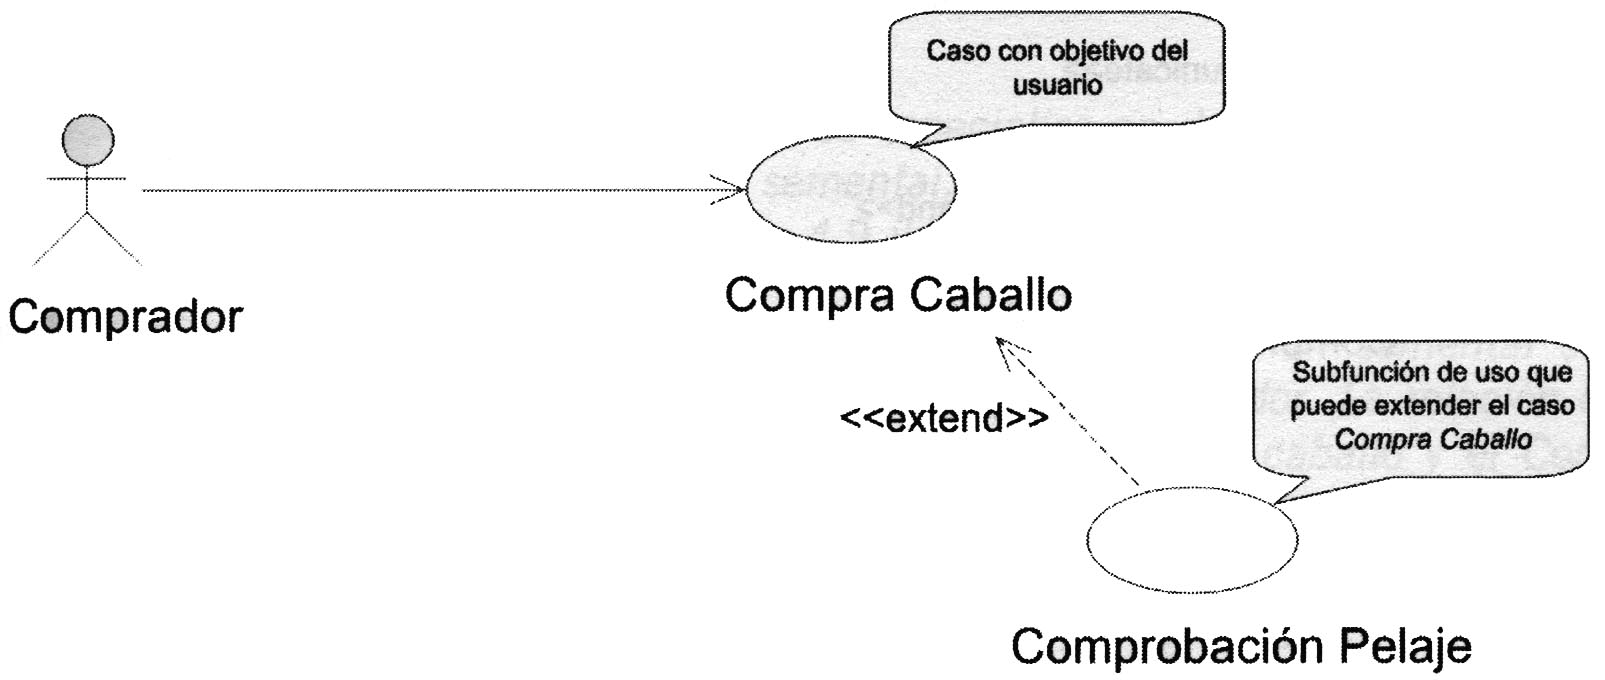 Caso con objetivo del
usuario
Comprador
Compra Caballo
<<extend>>
Subfunción de uso que
puede extender el caso
Compra Caballo
Comprobación Pelaje